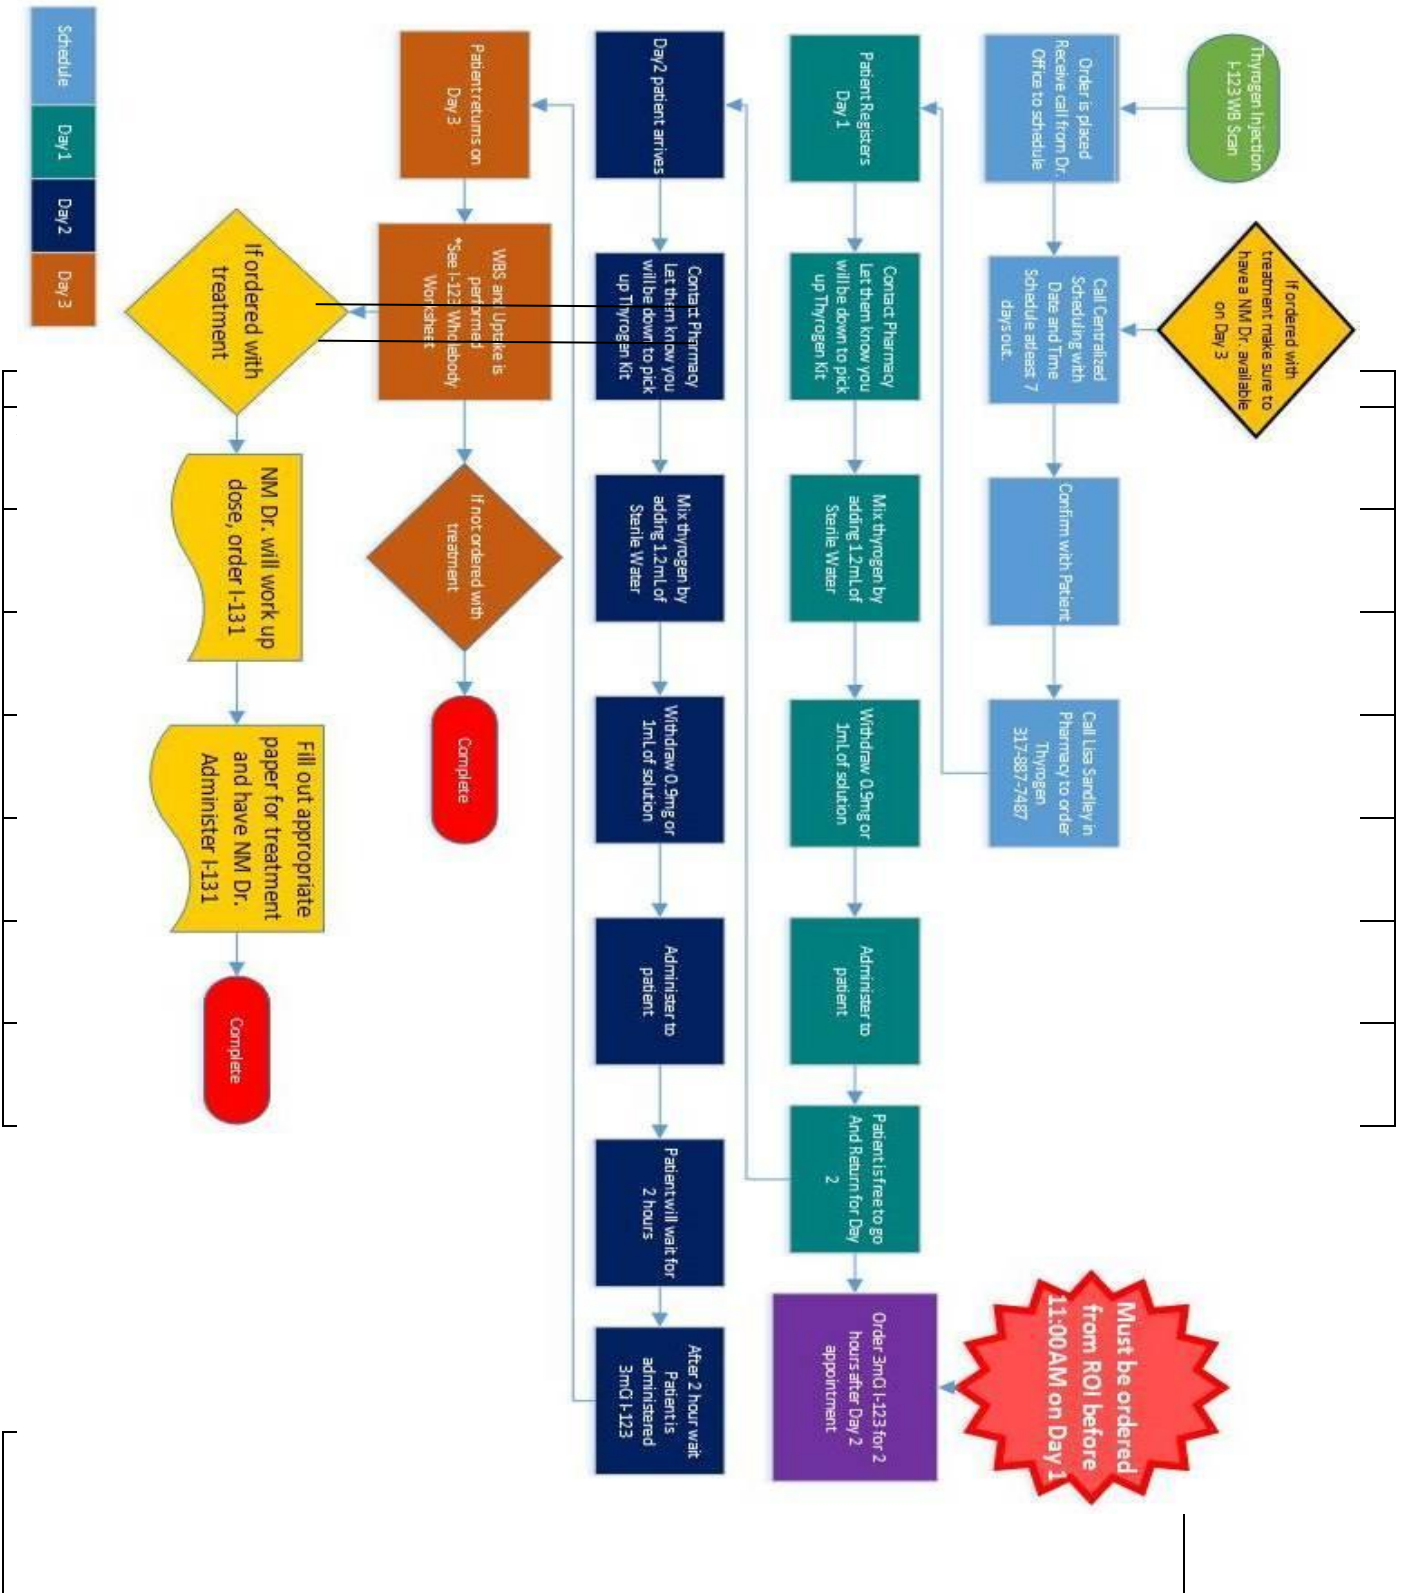 Thyrogen Injection
I-123 WB Scan
Order is placed
Receive call from Dr.
Office to schedule
If ordered with
treatment make sure to
have a NM Dr. available
on Day 3
Call Centralized
Scheduling with
Date and Time
Schedule atleast 7
days out.
Confirm with Patient
Call Lisa Sandley in
Pharmacy to order
Thyrogen
317-887-7487
Patient Registers
Day 1
Contact Pharmacy
Let them know you
will be down to pick
up Thyrogen Kit
Mix thyrogen by
adding 1.2mL of
Sterile Water
Withdraw 0.9mg or
1mL of solution
Administer to
patient
Patient is free to go
And Return for Day
2
Must be ordered
from ROI before
11:00AM on Day 1
Order 3mCi I-123 for 2
hours after Day 2
appointment
Day2 patient arrives
Contact Pharmacy
Let them know you
will be down to pick
up Thyrogen Kit
Mix thyrogen by
adding 1.2mL of
Sterile Water
Withdraw 0.9mg or
1mL of solution
Administer to
patient
Patient will wait for
2 hours
After 2 hour wait
Patient is
administered
3mCi I-123
Patient returns on
Day 3
WBS and Uptake is
performed
*See I-123 Wholebody
Worksheet
If not ordered with
treatment
Complete
If ordered with
treatment
NM Dr. will work up
dose, order I-131
Fill out appropriate
paper for treatment
and have NM Dr.
Administer I-131
Complete
Schedule
Day 1
Day 2
Day 3